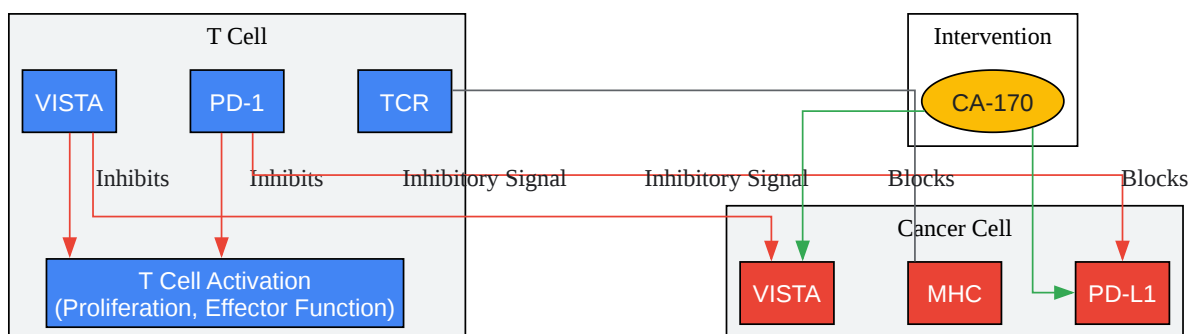 T Cell
Intervention
VISTA
PD-1
TCR
CA-170
Inhibits
Inhibits
Inhibitory Signal
Inhibitory Signal
Blocks
Blocks
Cancer Cell
T Cell Activation
(Proliferation, Effector Function)
VISTA
MHC
PD-L1